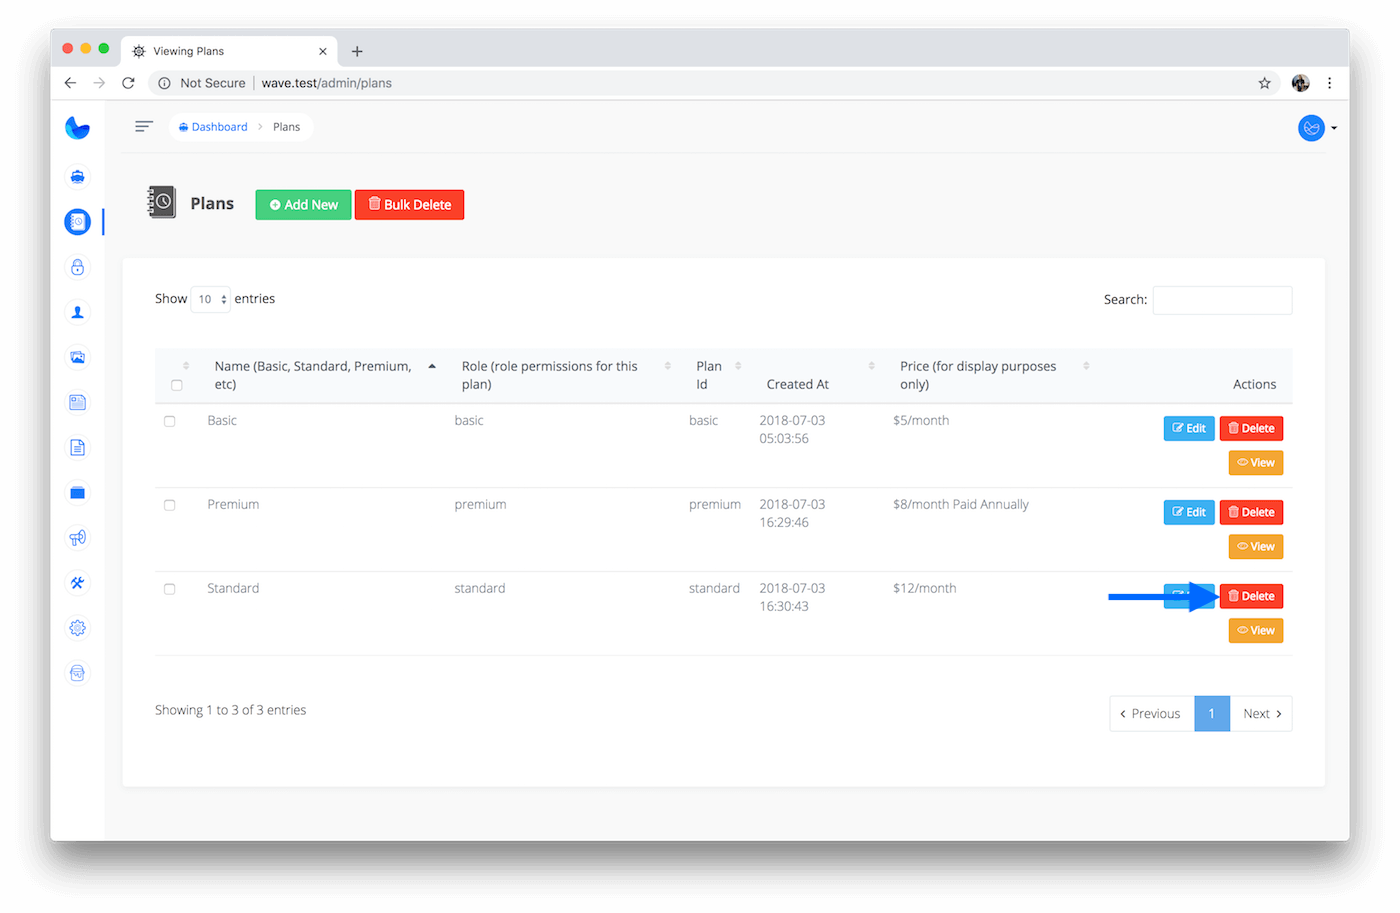 Viewing Plans
Not Secure wave.test/admin/plans
Dashboard Plans
Plans Add New Bulk Delete
Show 10 entries
Search:
Name (Basic, Standard, Premium, etc) Role (role permissions for this plan) Plan Id Created At Price (for display purposes only) Actions
Basic basic basic 2018-07-03 05:03:56 $5/month Edit Delete
View
Premium premium premium 2018-07-03 16:29:46 $8/month Paid Annually Edit Delete
View
Standard standard standard 2018-07-03 16:30:43 $12/month Delete
View
Showing 1 to 3 of 3 entries
Previous 1 Next